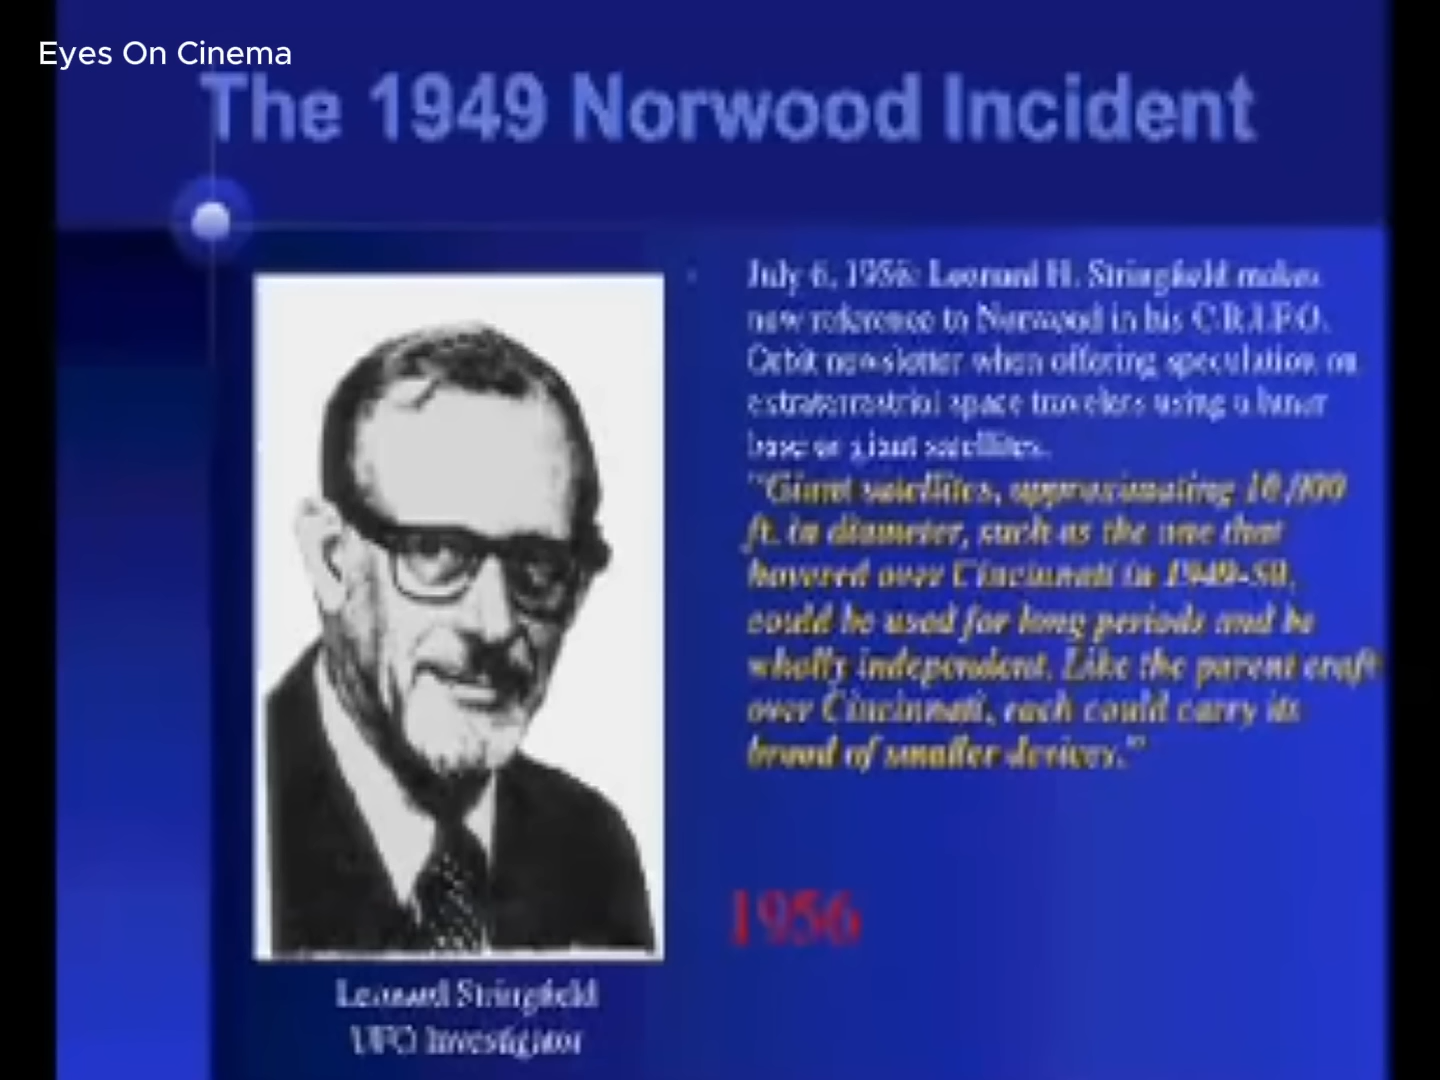 Eyes On Cinema
The 1949 Norwood Incident
July 6, 1956: Leonard H. Stringfield makes
new reference to Norwood in his C.R.I.F.O.
Orbit newsletter when offering speculation on
extraterrestrial space travelers using a lunar
base or giant satellites.
"Giant satellites, approximating
ft. in diameter, such as the one that
hovered over Cincinnati in 1949-50,
could be used for long periods and be
wholly independent. Like the parent craft
over Cincinnati, each could carry its
brood of smaller devices."
1956
Leonard Stringfield
UFO Investigator